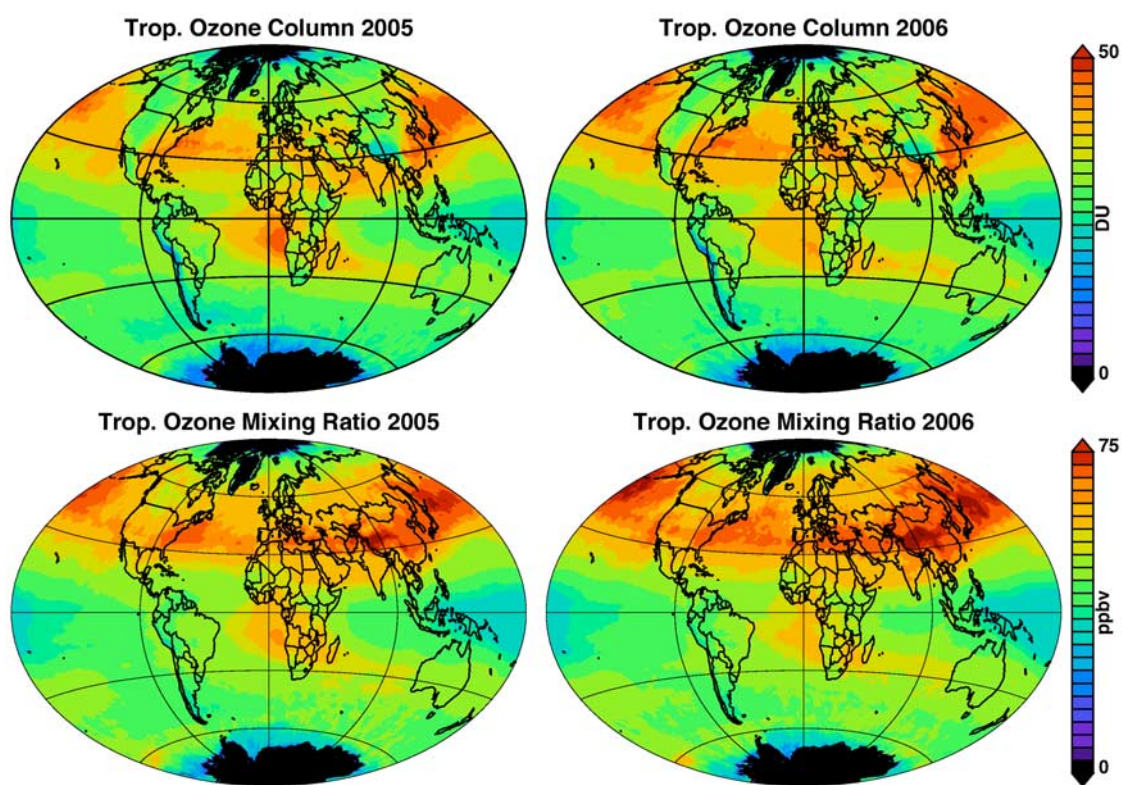 Trop. Ozone Column 2005
Trop. Ozone Column 2006
50
DU
0
Trop. Ozone Mixing Ratio 2005
Trop. Ozone Mixing Ratio 2006
75
ppbv
0